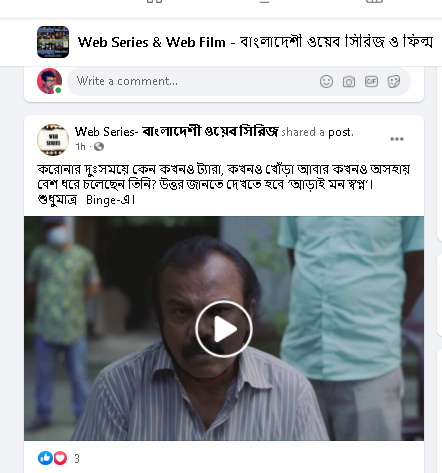 Web Series & Web Film - বাংলাদেশী ওয়েব সিরিজ ও ফিল্ম
Write a comment...
GIF
Web Series- বাংলাদেশী ওয়েব সিরিজ shared a post.
1h ·
করোনার দুঃসময়ে কেন কখনও ট্যারা, কখনও খোঁড়া আবার কখনও অসহায়
বেশ ধরে চলেছেন তিনি? উত্তর জানতে দেখতে হবে ‘আড়াই মন স্বপ্ন’।
শুধুমাত্র Binge-এ।
3